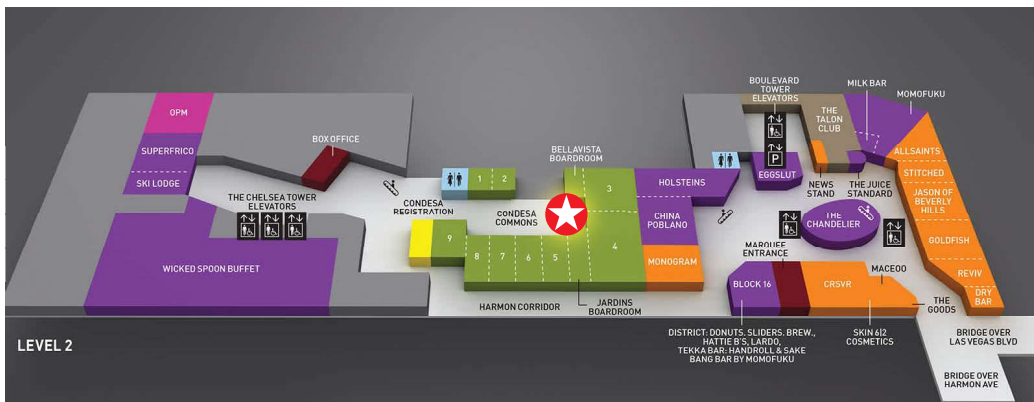 OPM
SUPERFRICO
SKI LODGE
BOX OFFICE
THE CHELSEA TOWER
ELEVATORS
WICKED SPOON BUFFET
CONDESA
REGISTRATION
1
2
CONDESA
COMMONS
BELLAVISTA
BOARDROOM
3
4
5
6
7
8
9
HARMON CORRIDOR
JARDINS
BOARDROOM
HOLSTEINS
CHINA
POBLANO
MONOGRAM
BOULEVARD
TOWER
ELEVATORS
P
EGGSLUT
MILK BAR
MOMOFUKU
THE
TALON
CLUB
NEWS
STAND
THE JUICE
STANDARD
ALLSAINTS
STITCHED
JASON OF
BEVERLY
HILLS
GOLDFISH
REVIV
DRY
BAR
THE
CHANDELIER
MARQUEE
ENTRANCE
BLOCK 16
CRSVR
MACEOO
THE
GOODS
DISTRICT: DONUTS. SLIDERS. BREW.,
HATTIE B'S, LARDO,
TEKKA BAR: HANDROLL & SAKE
BANG BAR BY MOMOFUKU
SKIN 6|2
COSMETICS
BRIDGE OVER
LAS VEGAS BLVD
BRIDGE OVER
HARMON AVE
LEVEL 2